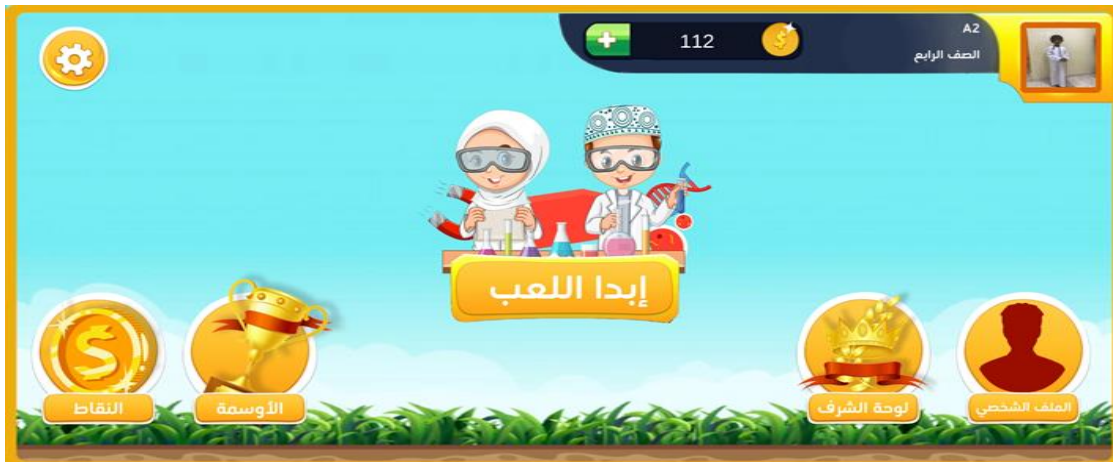 A2
الصف الرابع
112
إبدا اللعب
الملف الشخصي
لوحة الشرف
الأوسمة
النقاط